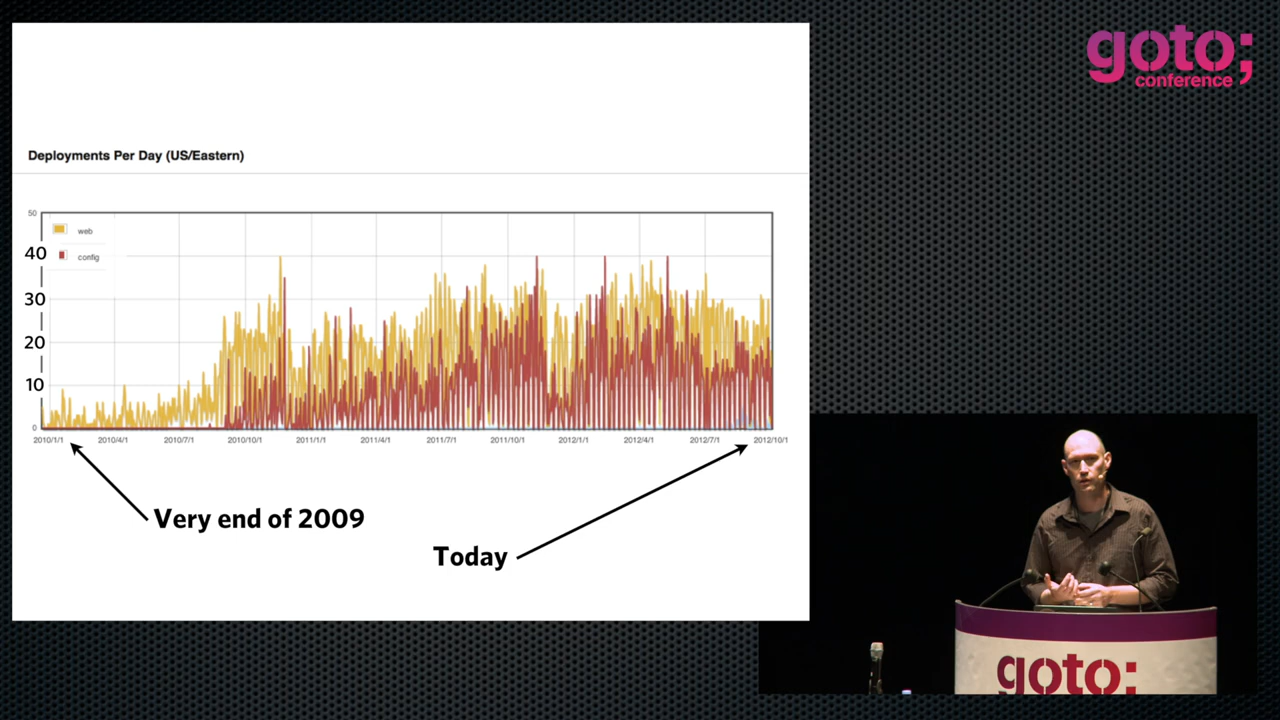 goto;
conference
Deployments Per Day (US/Eastern)
50
web
40
config
30
20
10
0
2010/1/1 2010/4/1 2010/7/1 2010/10/1 2011/1/1 2011/4/1 2011/7/1 2011/10/1 2012/1/1 2012/4/1 2012/7/1 2012/10/1
Very end of 2009
Today
goto;